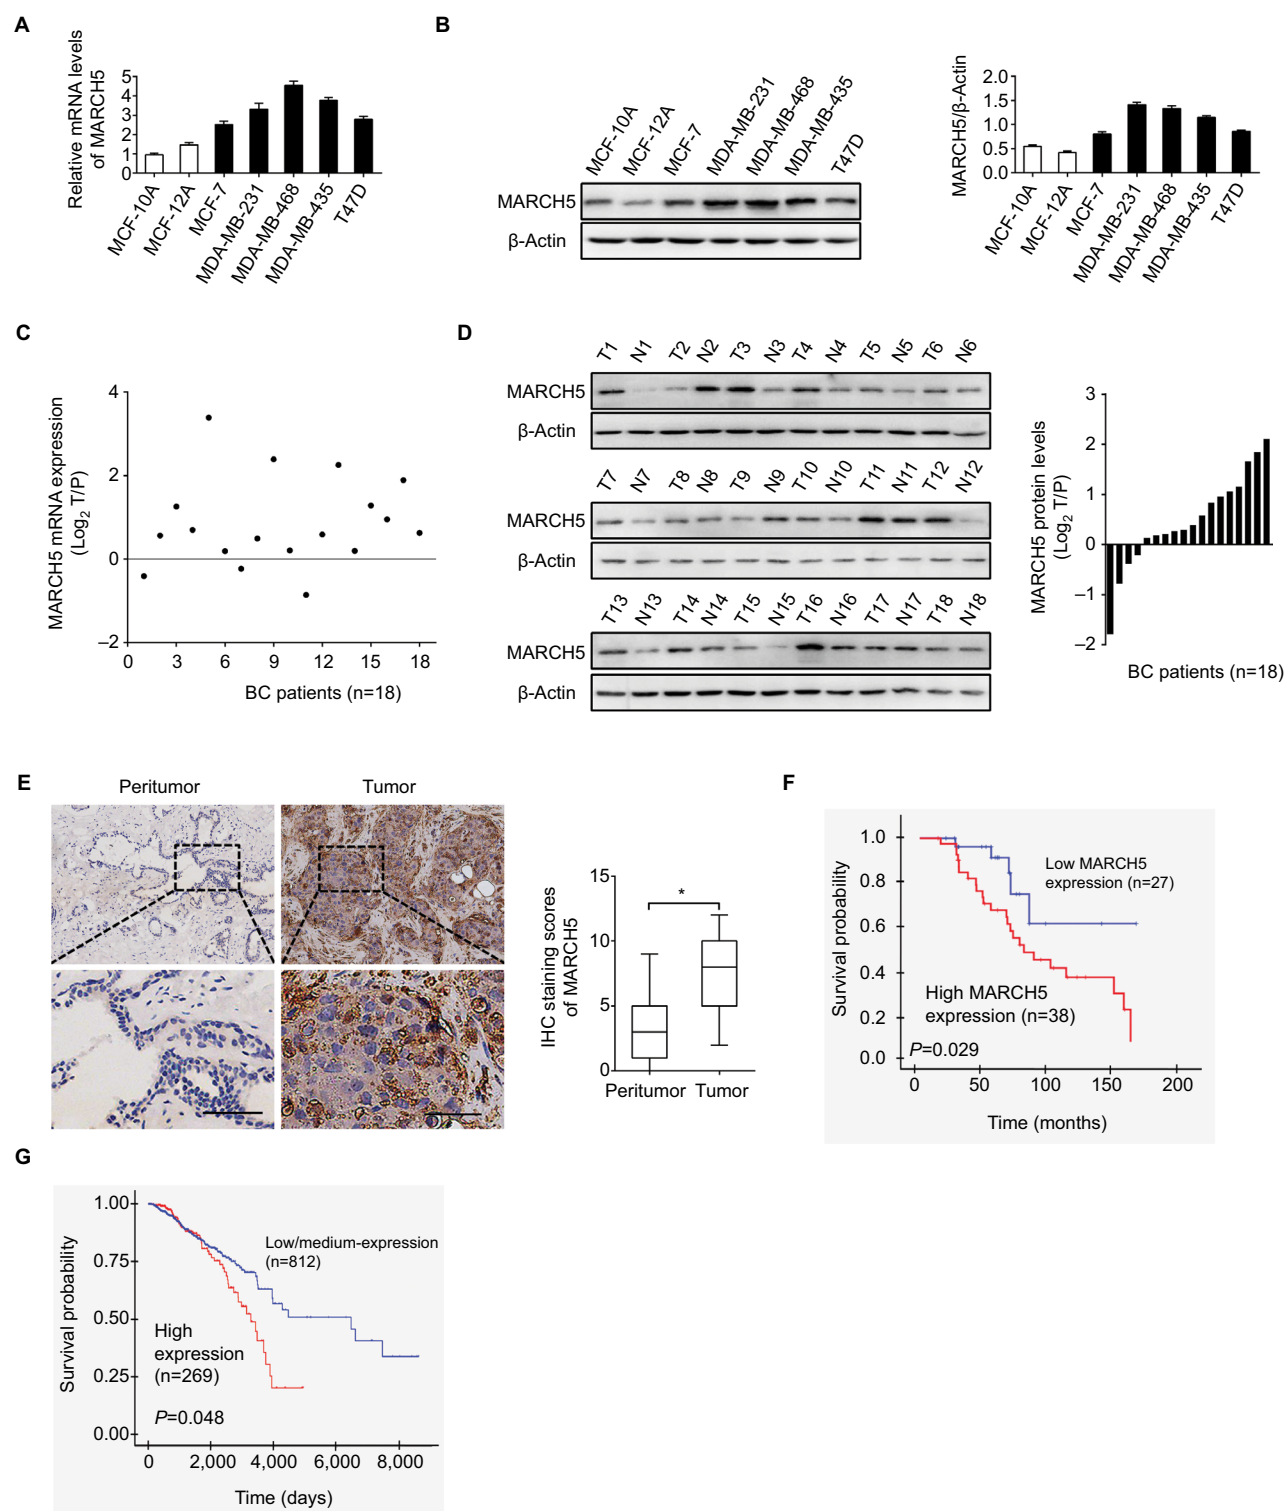 A
Relative mRNA levels
of MARCH5
5
4
3
2
1
0
MCF-10A
MCF-12A
MCF-7
MDA-MB-231
MDA-MB-468
MDA-MB-435
T47D
B
MCF-10A
MCF-12A
MCF-7
MDA-MB-231
MDA-MB-468
MDA-MB-435
T47D
MARCH5
β-Actin
MARCH5/β-Actin
2.0
1.5
1.0
0.5
0
MCF-10A
MCF-12A
MCF-7
MDA-MB-231
MDA-MB-468
MDA-MB-435
T47D
C
MARCH5 mRNA expression
(Log2 T/P)
4
2
0
–2
0 3 6 9 12 15 18
BC patients (n=18)
D
T1 N1 T2 N2 T3 N3 T4 N4 T5 N5 T6 N6
MARCH5
β-Actin
T7 N7 T8 N8 T9 N9 T10 N10 T11 N11 T12 N12
MARCH5
β-Actin
T13 N13 T14 N14 T15 N15 T16 N16 T17 N17 T18 N18
MARCH5
β-Actin
MARCH5 protein levels
(Log2 T/P)
3
2
1
0
–1
–2
BC patients (n=18)
E
Peritumor Tumor
IHC staining scores
of MARCH5
15
10
5
0
*
Peritumor Tumor
F
Survival probability
1.0
0.8
0.6
0.4
0.2
0.0
Low MARCH5
expression (n=27)
High MARCH5
expression (n=38)
P=0.029
0 50 100 150 200
Time (months)
G
Survival probability
1.00
0.75
0.50
0.25
0.00
Low/medium-expression
(n=812)
High
expression
(n=269)
P=0.048
0 2,000 4,000 6,000 8,000
Time (days)